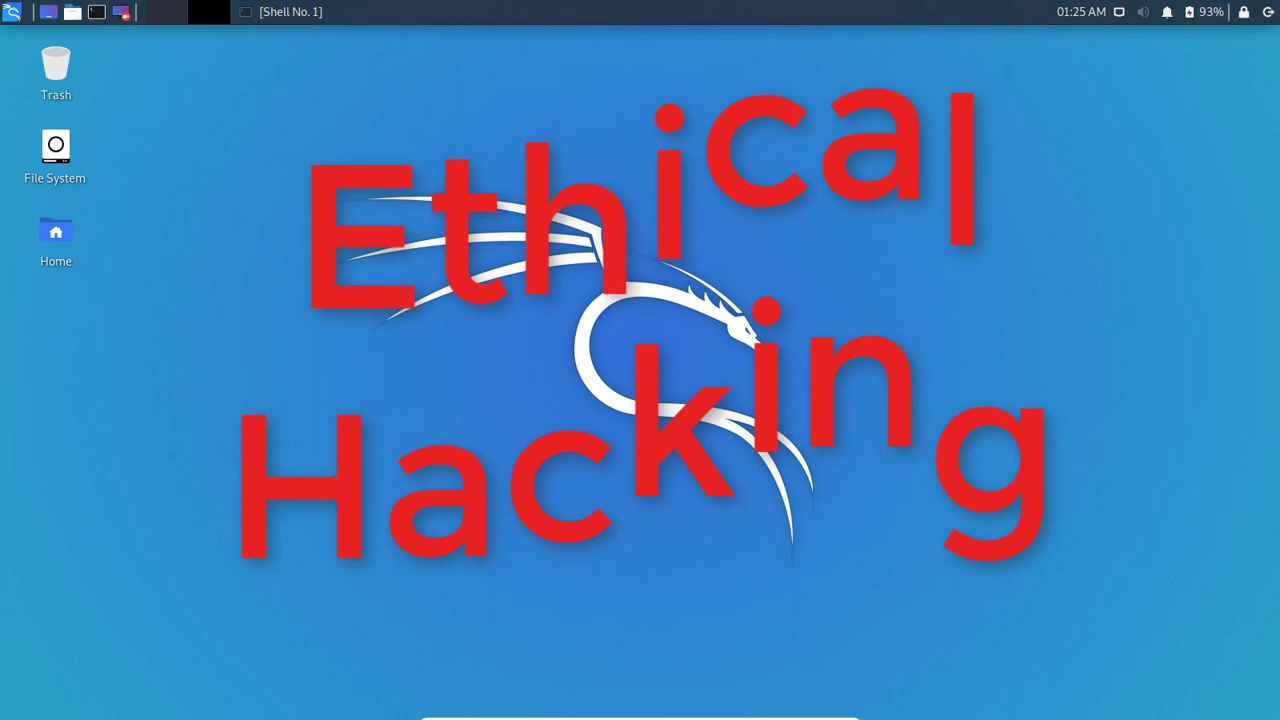 [Shell No. 1]
01:25 AM
93%
Trash
File System
Home
Ethical
Hacking